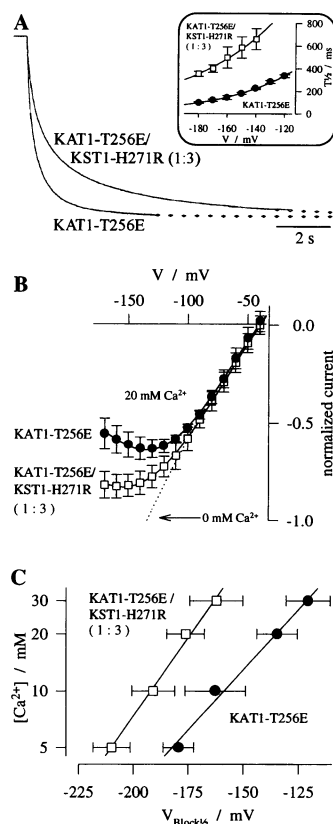 A
KAT1-T256E/
KST1-H271R
(1 : 3)
600
400
200
0
T½ / ms
KAT1-T256E
-180 -160 -140 -120
V / mV
KAT1-T256E/
KST1-H271R (1:3)
KAT1-T256E
2 s
B
V / mV
-150 -100 -50
0.0
20 mM Ca2+
-0.5
KAT1-T256E
KAT1-T256E/
KST1-H271R
(1 : 3)
0 mM Ca2+
-1.0
normalized current
C
KAT1-T256E /
KST1-H271R
(1 : 3)
30
20
10
5
[Ca2+] / mM
KAT1-T256E
-225 -200 -175 -150 -125
VBlock½ / mV